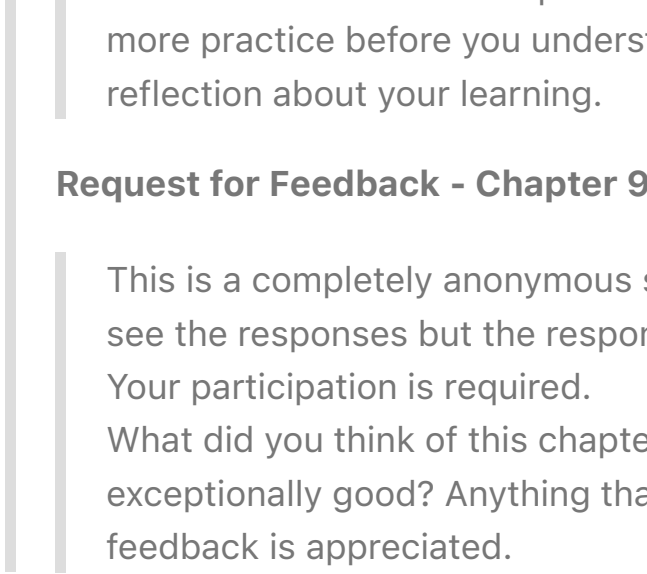 more practice before you underst
reflection about your learning.
Request for Feedback - Chapter 9
This is a completely anonymous s
see the responses but the respon
Your participation is required.
What did you think of this chapte
exceptionally good? Anything tha
feedback is appreciated.